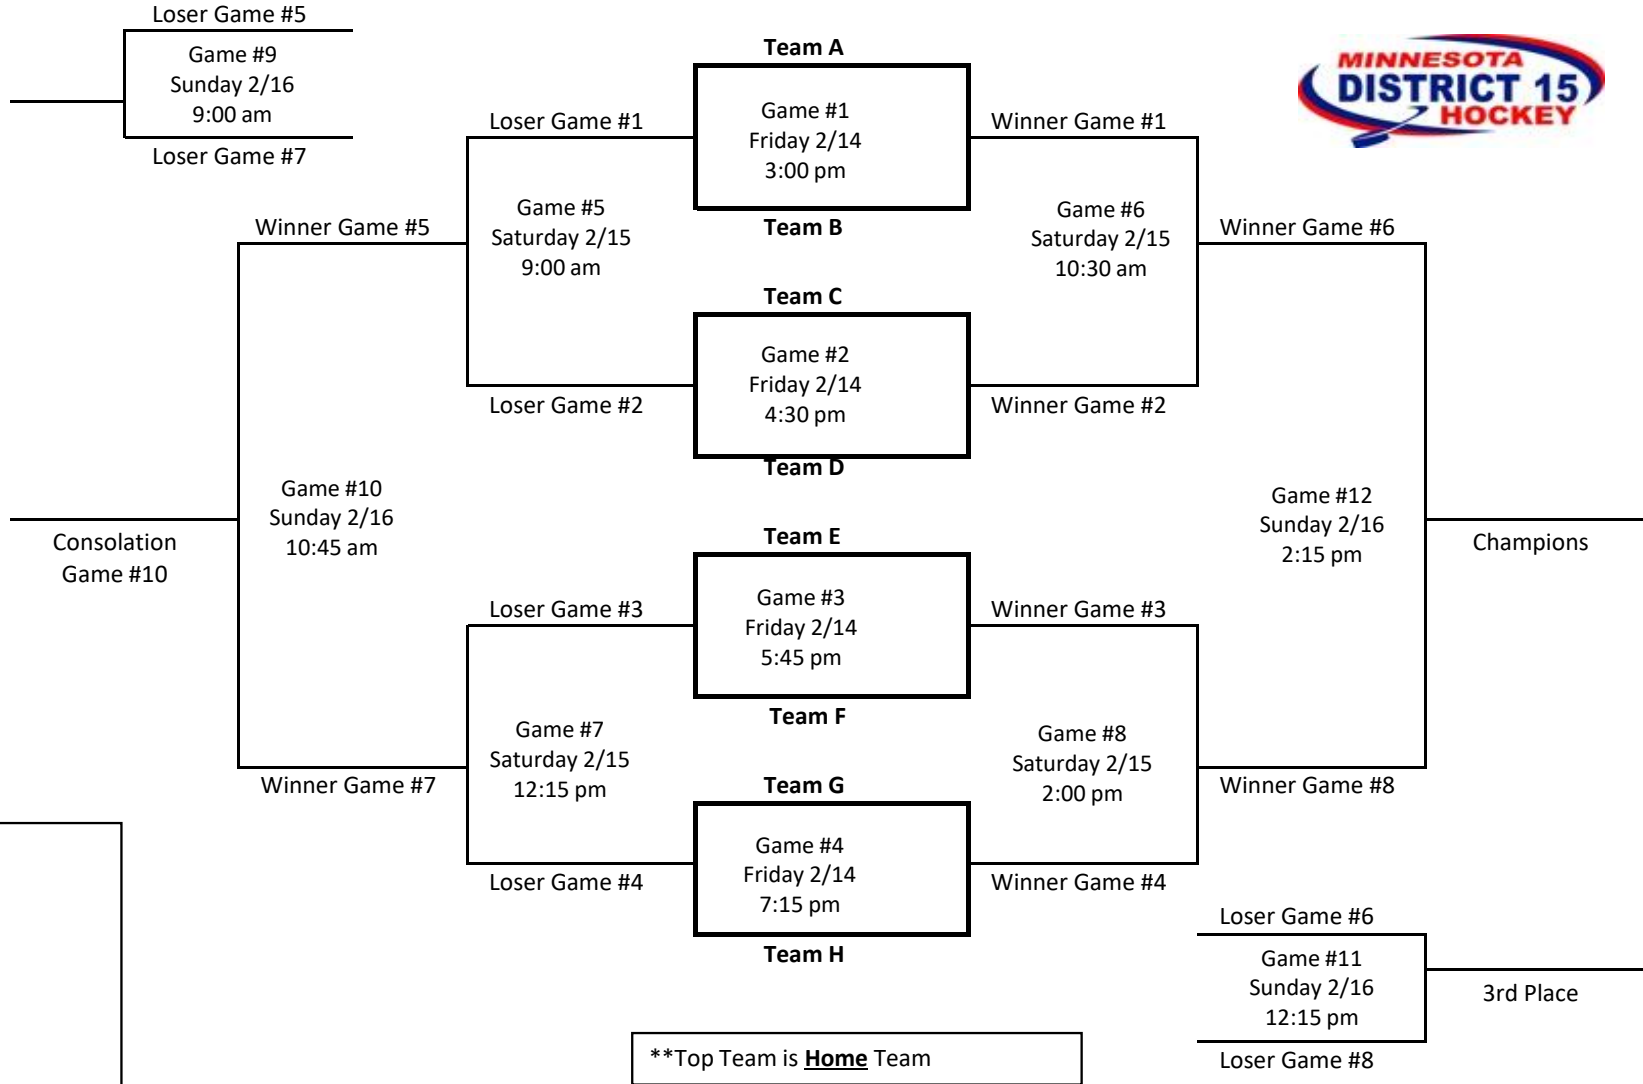 Loser Game #5
Game #9
Sunday 2/16
9:00 am
Loser Game #7
MINNESOTA
DISTRICT 15
HOCKEY
Team A
Game #1
Friday 2/14
3:00 pm
Team B
Loser Game #1
Winner Game #1
Game #5
Saturday 2/15
9:00 am
Game #6
Saturday 2/15
10:30 am
Winner Game #5
Winner Game #6
Team C
Game #2
Friday 2/14
4:30 pm
Team D
Loser Game #2
Winner Game #2
Game #10
Sunday 2/16
10:45 am
Game #12
Sunday 2/16
2:15 pm
Consolation
Game #10
Champions
Team E
Game #3
Friday 2/14
5:45 pm
Team F
Loser Game #3
Winner Game #3
Game #7
Saturday 2/15
12:15 pm
Game #8
Saturday 2/15
2:00 pm
Winner Game #7
Winner Game #8
Team G
Game #4
Friday 2/14
7:15 pm
Team H
Loser Game #4
Winner Game #4
Loser Game #6
Game #11
Sunday 2/16
12:15 pm
Loser Game #8
3rd Place
**Top Team is Home Team